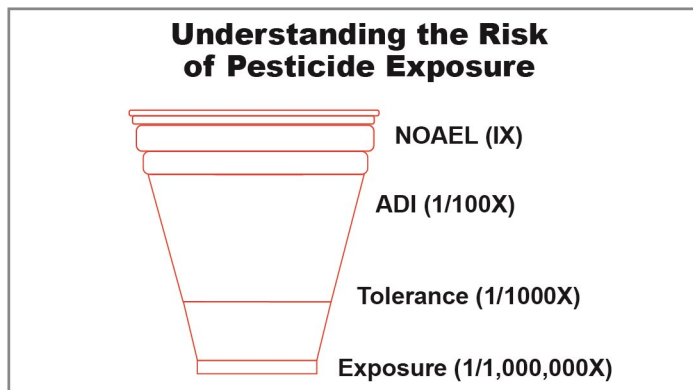 Understanding the Risk
of Pesticide Exposure
NOAEL (IX)
ADI (1/100X)
Tolerance (1/1000X)
Exposure (1/1,000,000X)